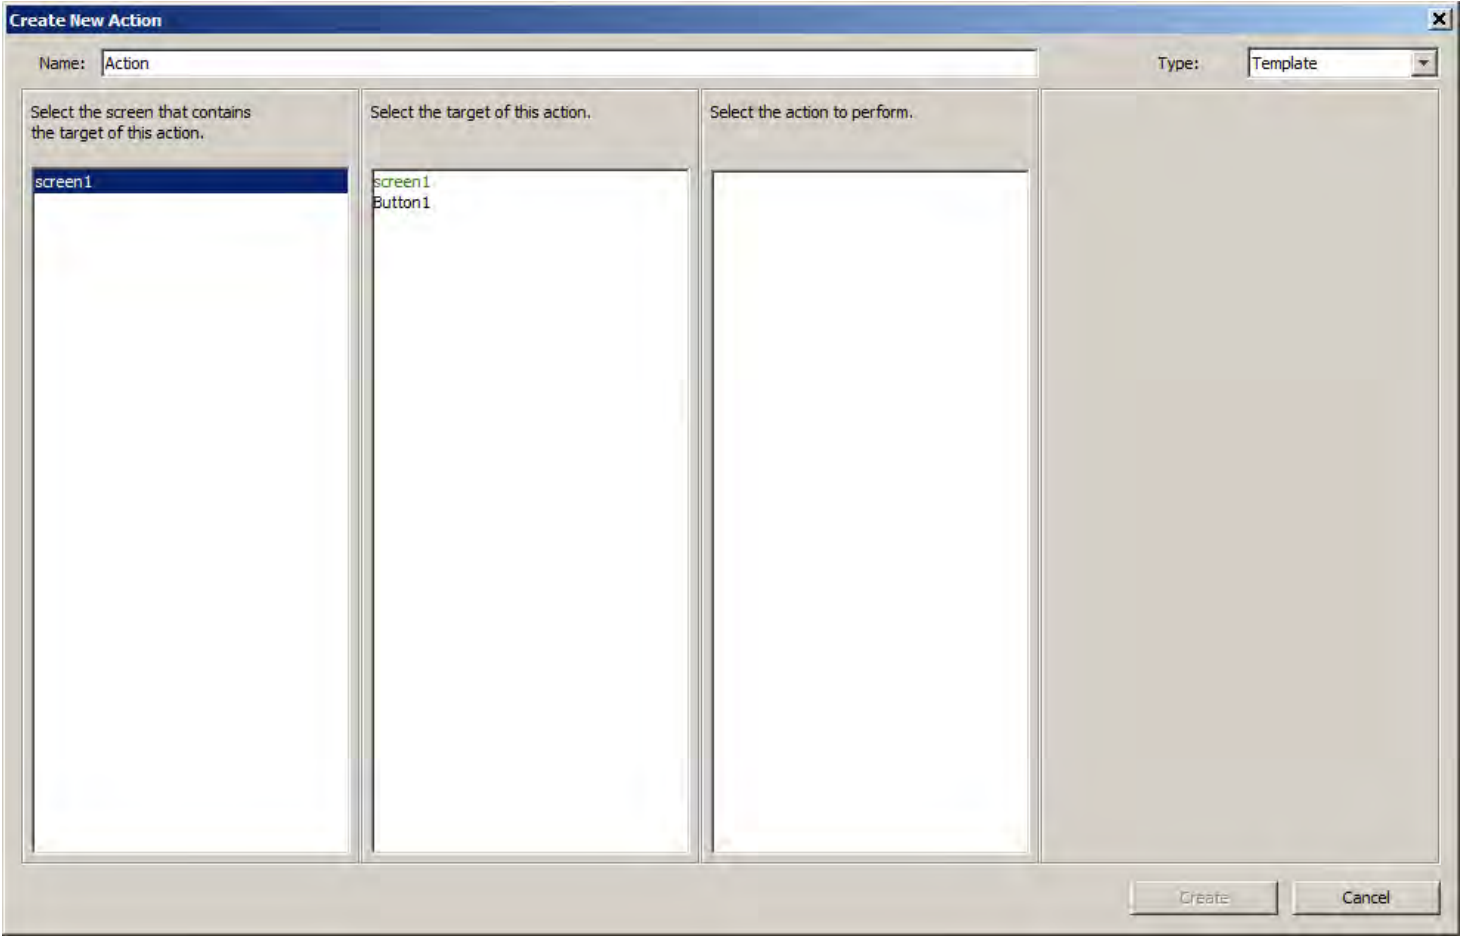 Create New Action
Name: Action
Type: Template
Select the screen that contains
the target of this action.
Select the target of this action.
Select the action to perform.
screen1
screen1
Button1
Create
Cancel